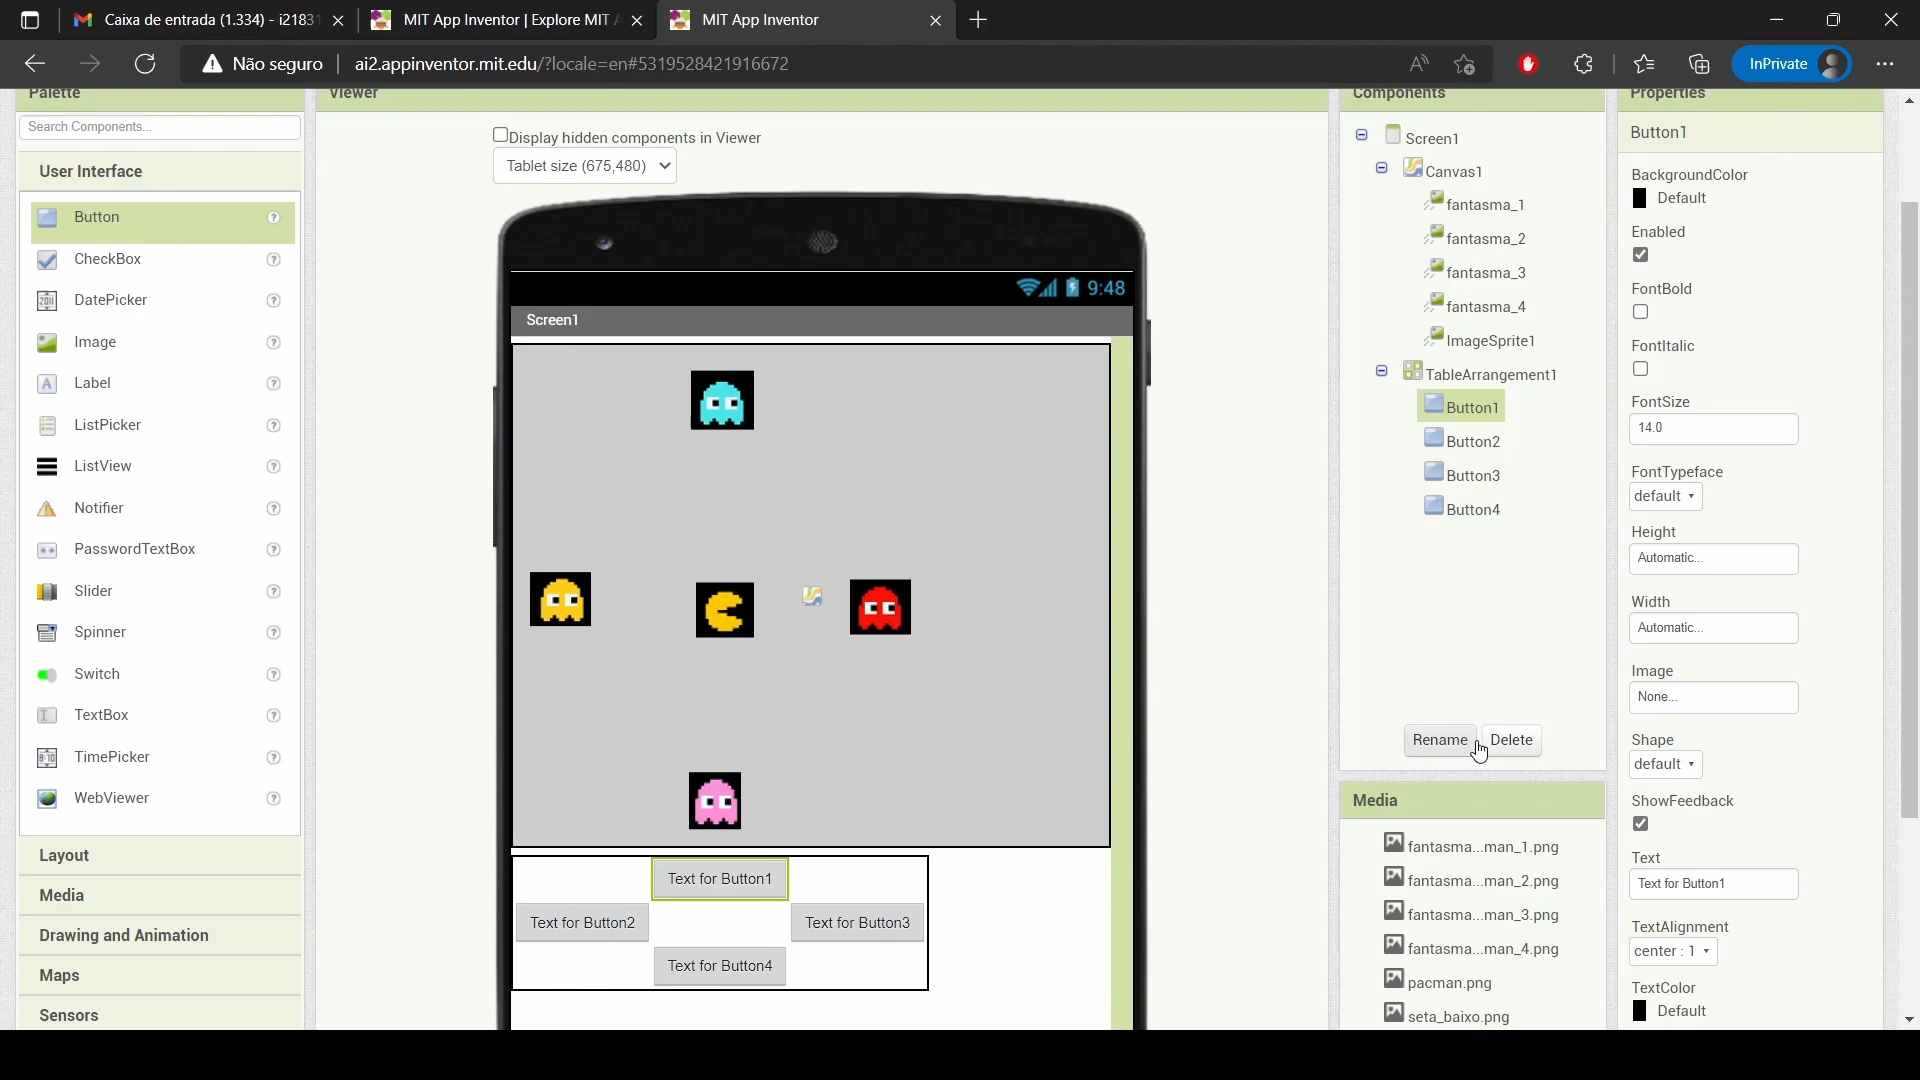 Caixa de entrada (1.334) - i2183
MIT App Inventor | Explore MIT A
MIT App Inventor
Não seguro
ai2.appinventor.mit.edu/?locale=en#5319528421916672
InPrivate
Palette
Viewer
Components
Properties
Search Components...
User Interface
Button
CheckBox
DatePicker
Image
Label
ListPicker
ListView
Notifier
PasswordTextBox
Slider
Spinner
Switch
TextBox
TimePicker
WebViewer
Layout
Media
Drawing and Animation
Maps
Sensors
Display hidden components in Viewer
Tablet size (675,480)
9:48
Screen1
Text for Button1
Text for Button2
Text for Button3
Text for Button4
Screen1
Canvas1
fantasma_1
fantasma_2
fantasma_3
fantasma_4
ImageSprite1
TableArrangement1
Button1
Button2
Button3
Button4
Rename
Delete
Media
fantasma...man_1.png
fantasma...man_2.png
fantasma...man_3.png
fantasma...man_4.png
pacman.png
seta_baixo.png
Button1
BackgroundColor
Default
Enabled
FontBold
FontItalic
FontSize
14.0
FontTypeface
default
Height
Automatic...
Width
Automatic...
Image
None...
Shape
default
ShowFeedback
Text
Text for Button1
TextAlignment
center : 1
TextColor
Default